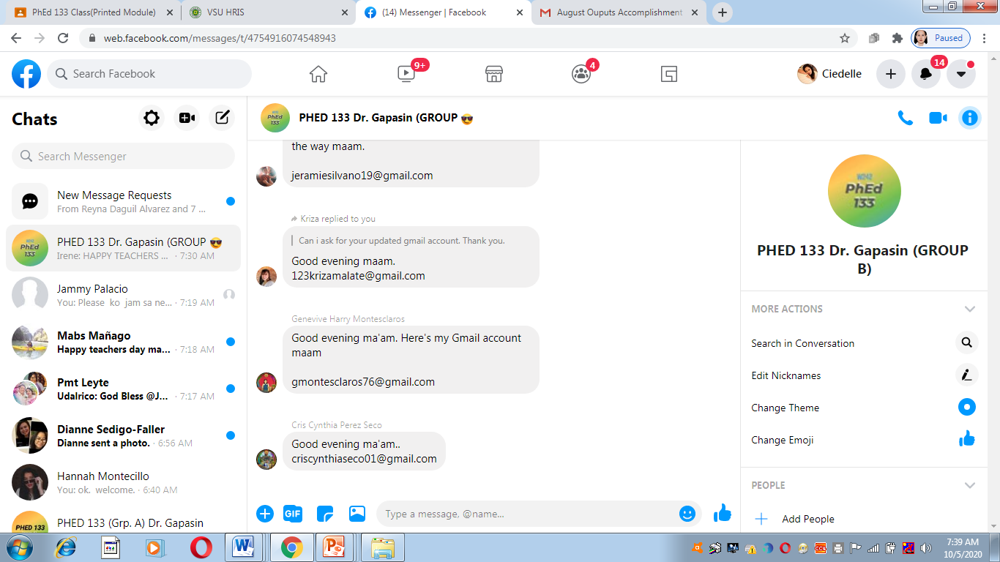 PhEd 133 Class(Printed Module)
VSU HRIS
(14) Messenger | Facebook
August Ouputs Accomplishment
web.facebook.com/messages/t/4754916074548943
Paused
Search Facebook
9+
4
Ciedelle
14
Chats
Search Messenger
New Message Requests
From Reyna Daguil Alvarez and 7 ...
PHED 133 Dr. Gapasin (GROUP 😎
Irene: HAPPY TEACHERS ... · 7:30 AM
Jammy Palacio
You: Please ko jam sa ne... · 7:19 AM
Mabs Mañago
Happy teachers day ma... · 7:18 AM
Pmt Leyte
Udalrico: God Bless @J... · 7:17 AM
Dianne Sedigo-Faller
Dianne sent a photo. · 6:56 AM
Hannah Montecillo
You: ok. welcome. · 6:40 AM
PHED 133 (Grp. A) Dr. Gapasin
PHED 133 Dr. Gapasin (GROUP 😎
the way maam.
jeramiesilvano19@gmail.com
Kriza replied to you
Can i ask for your updated gmail account. Thank you.
Good evening maam.
123krizamalate@gmail.com
Genevive Harry Montesclaros
Good evening ma'am. Here's my Gmail account
maam
gmontesclaros76@gmail.com
Cris Cynthia Perez Seco
Good evening ma'am..
criscynthiaseco01@gmail.com
GIF
Type a message, @name...
PhEd
133
PHED 133 Dr. Gapasin (GROUP
B)
MORE ACTIONS
Search in Conversation
Edit Nicknames
Change Theme
Change Emoji
PEOPLE
Add People
7:39 AM
10/5/2020